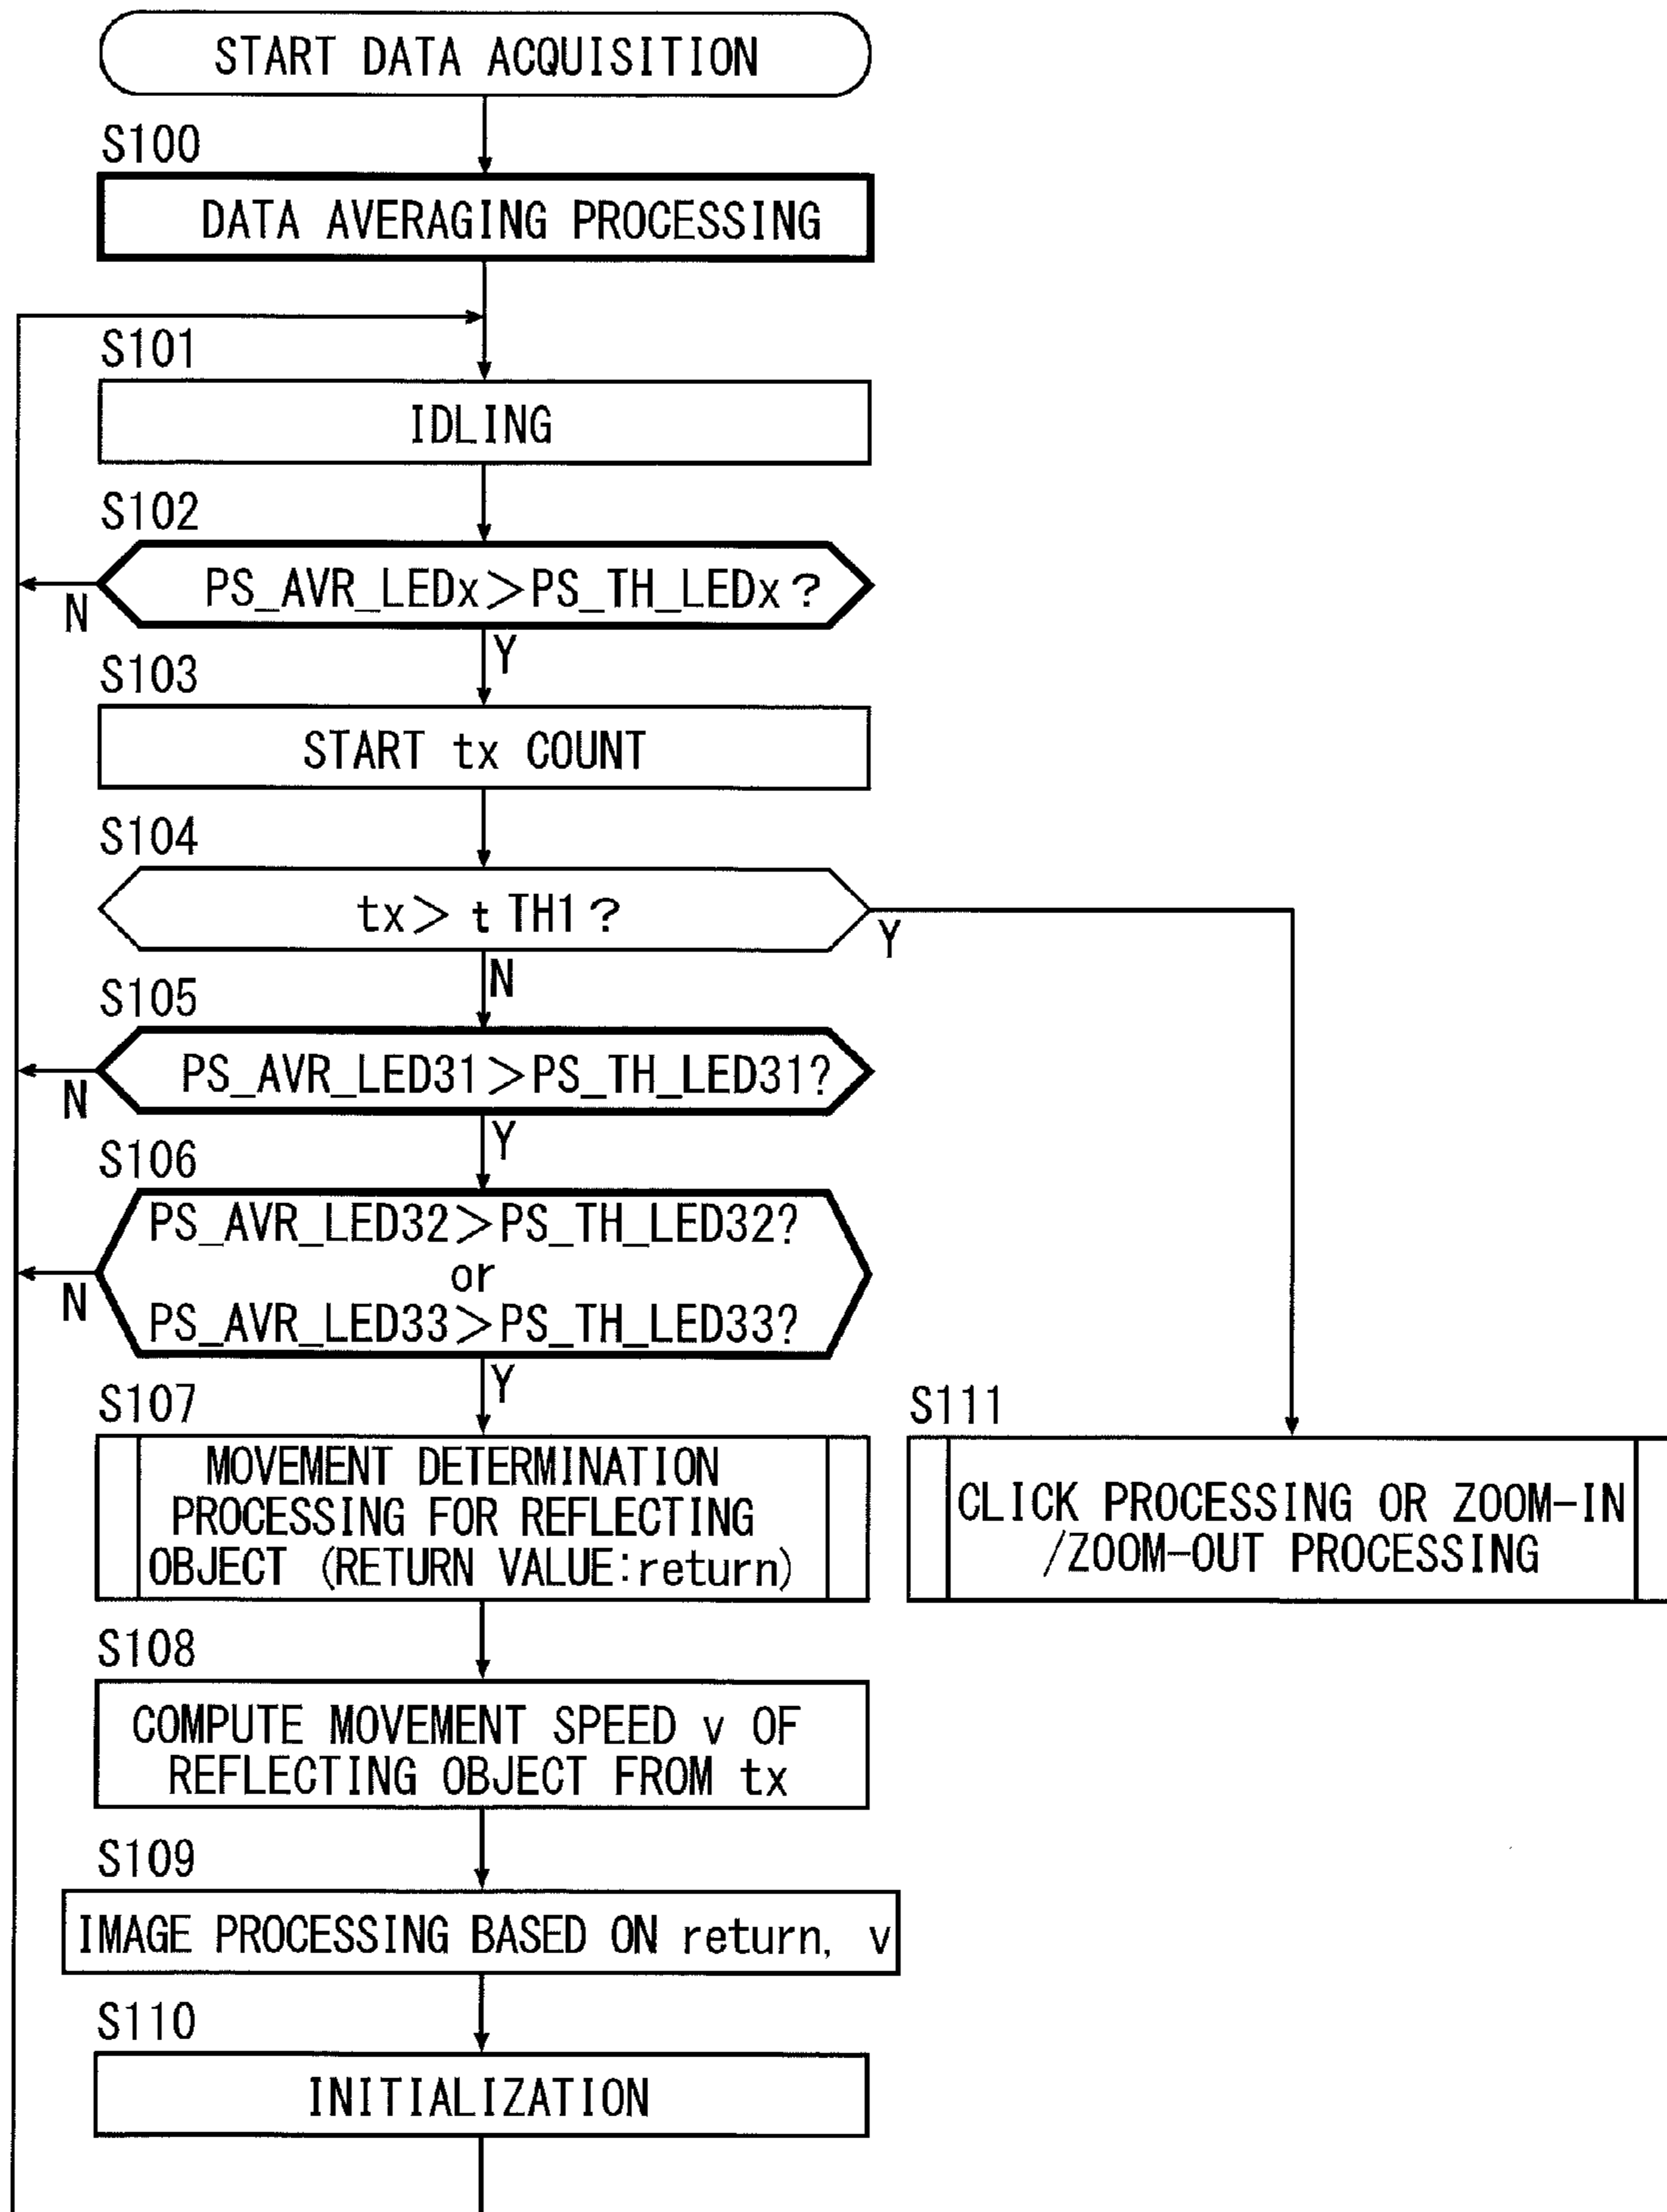 START DATA ACQUISITION
S100
DATA AVERAGING PROCESSING
S101
IDLING
S102
PS_AVR_LEDx>PS_TH_LEDx?
N
Y
S103
START tx COUNT
S104
tx> t TH1?
Y
N
S105
PS_AVR_LED31>PS_TH_LED31?
N
Y
S106
PS_AVR_LED32>PS_TH_LED32?
or
PS_AVR_LED33>PS_TH_LED33?
N
Y
S107
MOVEMENT DETERMINATION
PROCESSING FOR REFLECTING
OBJECT (RETURN VALUE:return)
S111
CLICK PROCESSING OR ZOOM-IN
/ZOOM-OUT PROCESSING
S108
COMPUTE MOVEMENT SPEED v OF
REFLECTING OBJECT FROM tx
S109
IMAGE PROCESSING BASED ON return, v
S110
INITIALIZATION